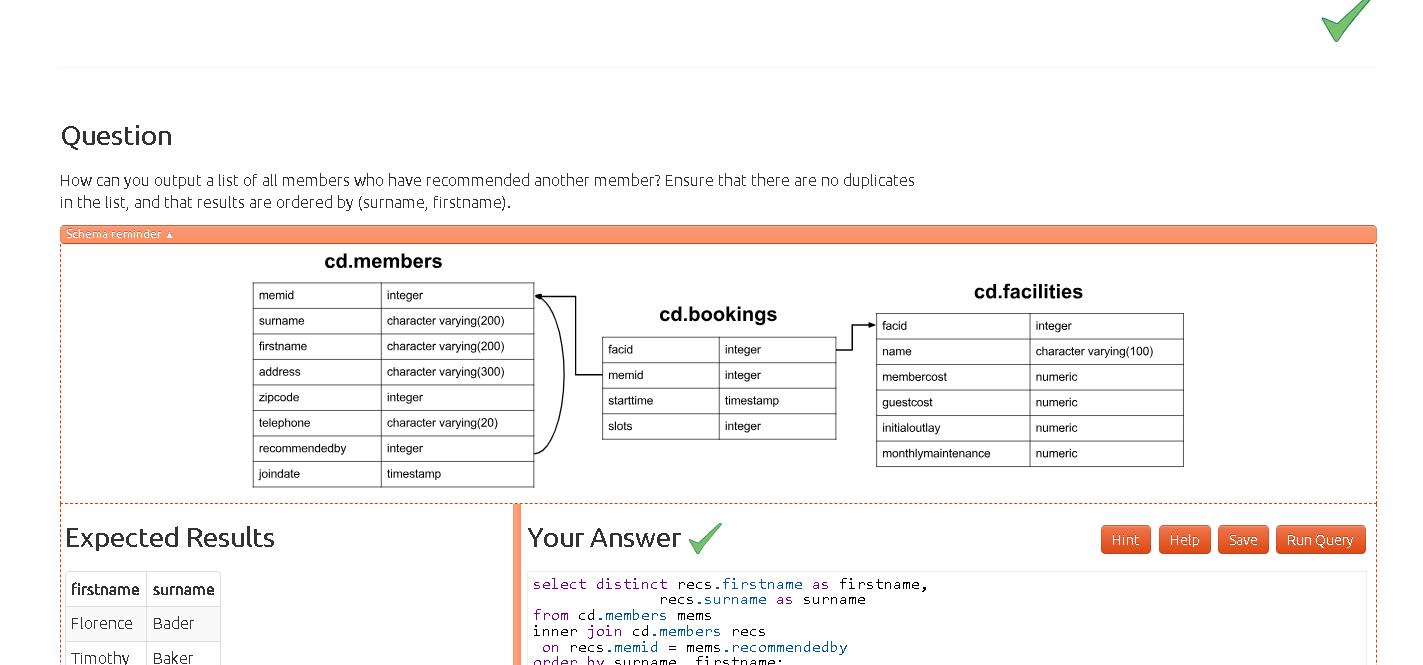 Question
How can you output a list of all members who have recommended another member? Ensure that there are no duplicates
in the list, and that results are ordered by (surname, firstname).
Schema reminder ▲
cd.members
memid integer
surname character varying(200)
firstname character varying(200)
address character varying(300)
zipcode integer
telephone character varying(20)
recommendedby integer
joindate timestamp
cd.bookings
facid integer
memid integer
starttime timestamp
slots integer
cd.facilities
facid integer
name character varying(100)
membercost numeric
guestcost numeric
initialoutlay numeric
monthlymaintenance numeric
Expected Results
firstname surname
Florence Bader
Timothy Baker
Your Answer
Hint Help Save Run Query
select distinct recs.firstname as firstname,
recs.surname as surname
from cd.members mems
inner join cd.members recs
on recs.memid = mems.recommendedby
order by surname, firstname;